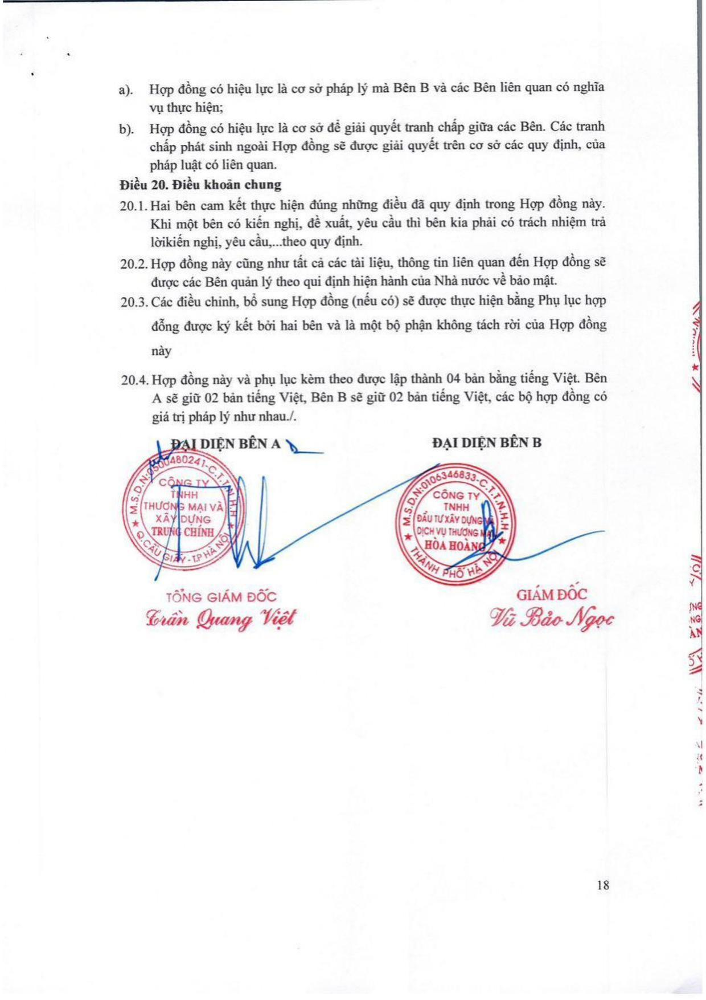 a). Hợp đồng có hiệu lực là cơ sở pháp lý mà Bên B và các Bên liên quan có nghĩa
vụ thực hiện;
b). Hợp đồng có hiệu lực là cơ sở để giải quyết tranh chấp giữa các Bên. Các tranh
chấp phát sinh ngoài Hợp đồng sẽ được giải quyết trên cơ sở các quy định, của
pháp luật có liên quan.
Điều 20. Điều khoản chung
20.1. Hai bên cam kết thực hiện đúng những điều đã quy định trong Hợp đồng này.
Khi một bên có kiến nghị, đề xuất, yêu cầu thì bên kia phải có trách nhiệm trả
lờikiến nghị, yêu cầu,...theo quy định.
20.2. Hợp đồng này cũng như tất cả các tài liệu, thông tin liên quan đến Hợp đồng sẽ
được các Bên quản lý theo qui định hiện hành của Nhà nước về bảo mật.
20.3. Các điều chỉnh, bổ sung Hợp đồng (nếu có) sẽ được thực hiện bằng Phụ lục hợp
đồng được ký kết bởi hai bên và là một bộ phận không tách rời của Hợp đồng
này
20.4. Hợp đồng này và phụ lục kèm theo được lập thành 04 bản bằng tiếng Việt. Bên
A sẽ giữ 02 bản tiếng Việt, Bên B sẽ giữ 02 bản tiếng Việt, các bộ hợp đồng có
giá trị pháp lý như nhau./.
ĐẠI DIỆN BÊN A
M.S.D.N:0500480241-C.T.T.N.H.H
CÔNG TY
TNHH
THƯƠNG MẠI VÀ
XÂY DỰNG
TRUNG CHÍNH
Q.CẦU GIẤY - T.P HÀ NỘI
TỔNG GIÁM ĐỐC
Trần Quang Việt
ĐẠI DIỆN BÊN B
M.S.D.N:0106346833-C.T.T.N.H.H
CÔNG TY
TNHH
ĐẦU TƯ XÂY DỰNG VÀ
DỊCH VỤ THƯƠNG MẠI
HÒA HOÀNG
THÀNH PHỐ HÀ NỘI
GIÁM ĐỐC
Vũ Bảo Ngọc
18